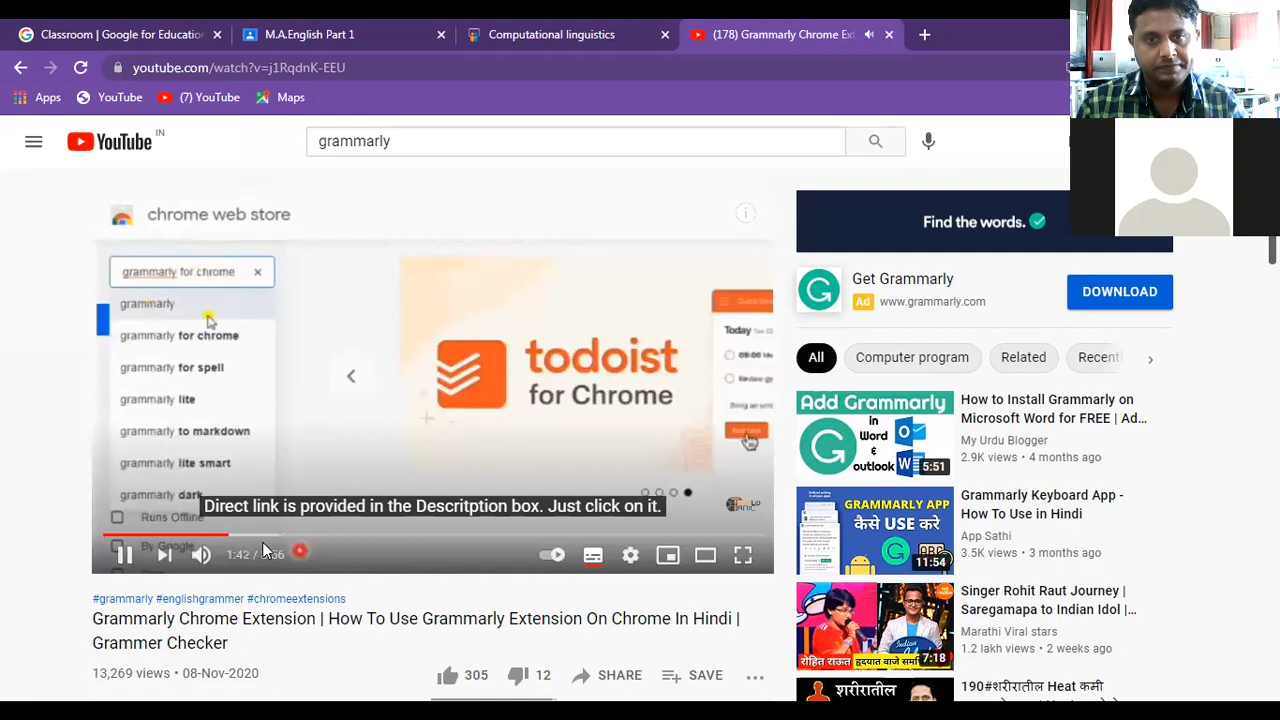 Classroom | Google for Educatio
M.A.English Part 1
Computational linguistics
(178) Grammarly Chrome Ext
youtube.com/watch?v=j1RqdnK-EEU
Apps
YouTube
(7) YouTube
Maps
YouTube IN
grammarly
chrome web store
grammarly for chrome
grammarly
grammarly for chrome
grammarly for spell
grammarly lite
grammarly to markdown
grammarly lite smart
grammarly dark
Runs Offline
By Google
todoist
for Chrome
Today
Direct link is provided in the Descritption box. Just click on it.
1:42 /
#grammarly #englishgrammer #chromeextensions
Grammarly Chrome Extension | How To Use Grammarly Extension On Chrome In Hindi |
Grammer Checker
13,269 views • 08-Nov-2020
305
12
SHARE
SAVE
Find the words.
Get Grammarly
Ad www.grammarly.com
DOWNLOAD
All
Computer program
Related
Recentl
Add Grammarly
in
Word
&
outlook
5:51
How to Install Grammarly on
Microsoft Word for FREE | Ad...
My Urdu Blogger
2.9K views • 4 months ago
GRAMMARLY APP
कैसे USE करे
11:54
Grammarly Keyboard App -
How To Use in Hindi
App Sathi
3.5K views • 3 months ago
रोहित राऊत
हृदयात वाजे
7:18
Singer Rohit Raut Journey |
Saregamapa to Indian Idol |...
Marathi Viral stars
1.2 lakh views • 2 weeks ago
शरीरातील
190#शरीरातील Heat कमी